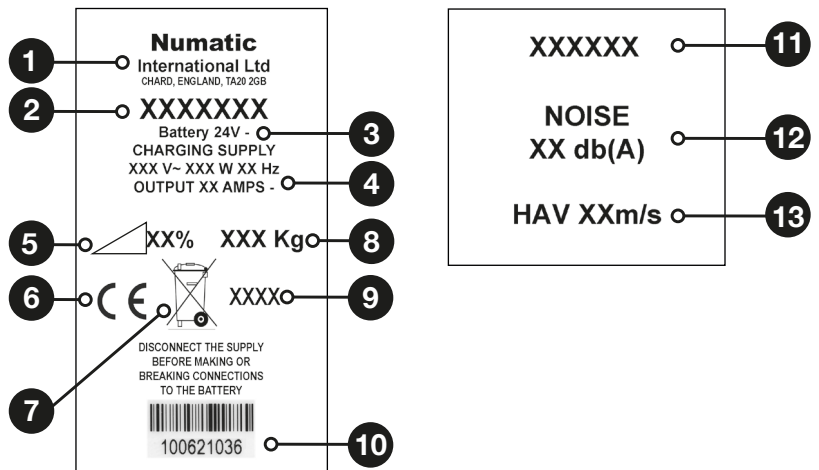 1
Numatic
International Ltd
CHARD, ENGLAND, TA20 2GB
2
XXXXXXX
Battery 24V -
3
CHARGING SUPPLY
XXX V~ XXX W XX Hz
OUTPUT XX AMPS -
4
5
XX%
XXX Kg
8
6
CE
XXXX
9
7
DISCONNECT THE SUPPLY
BEFORE MAKING OR
BREAKING CONNECTIONS
TO THE BATTERY
100621036
10
XXXXXX
11
NOISE
XX db(A)
12
HAV XXm/s
13